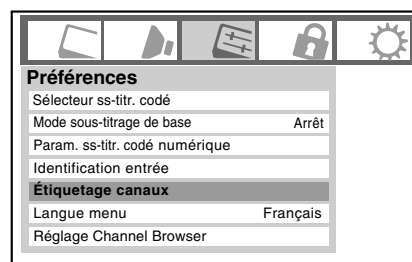 Préférences
Sélecteur ss-titr. codé
Mode sous-titrage de base Arrêt
Param. ss-titr. codé numérique
Identification entrée
Étiquetage canaux
Langue menu Français
Réglage Channel Browser